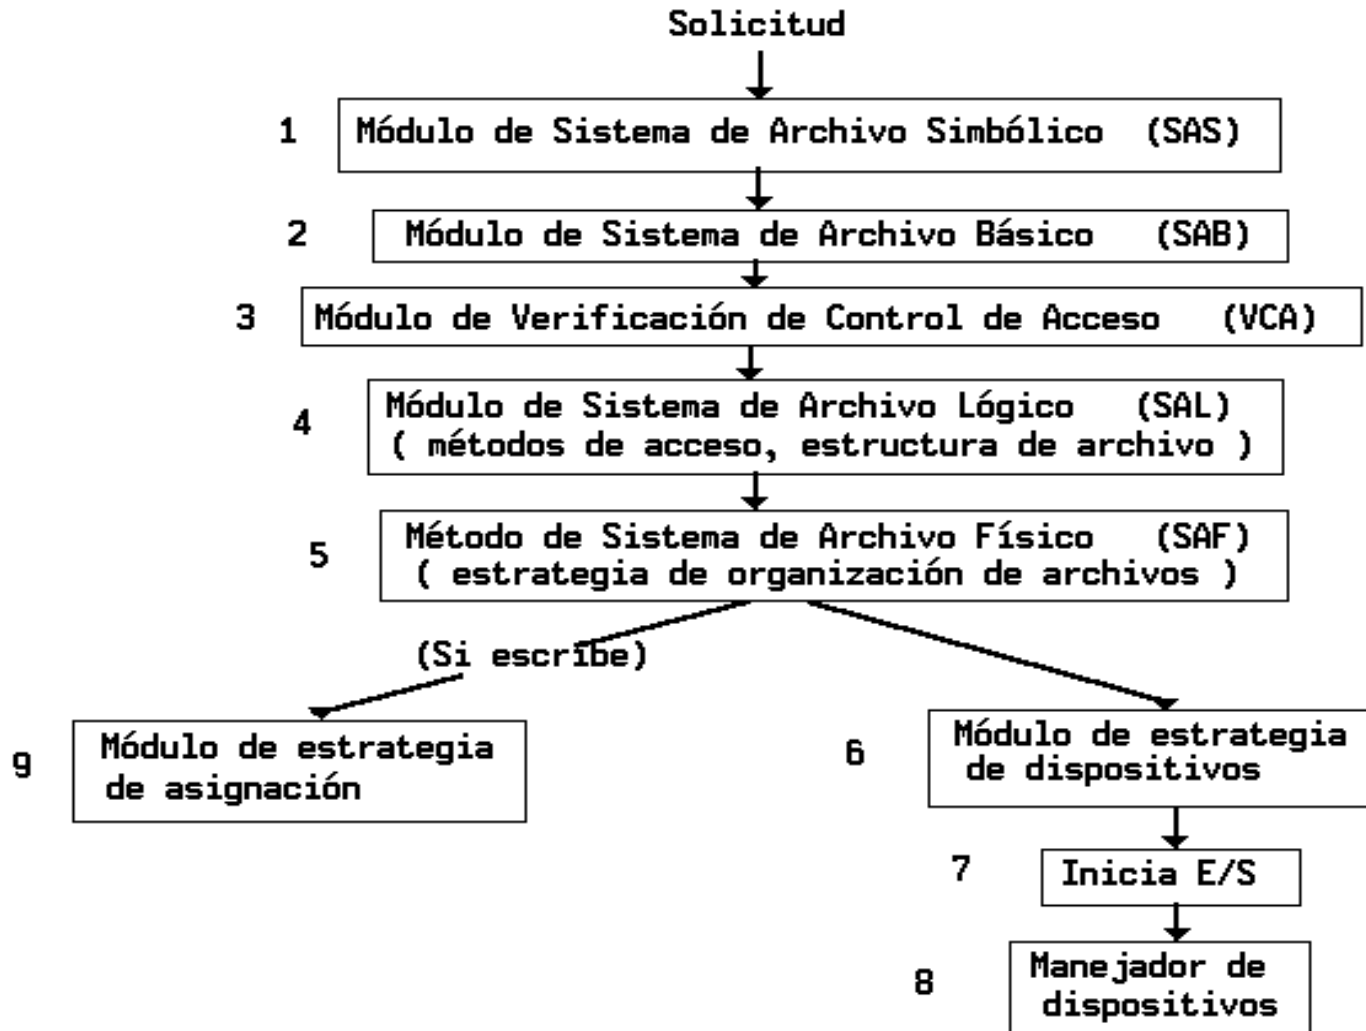 Solicitud
1 Módulo de Sistema de Archivo Simbólico (SAS)
2 Módulo de Sistema de Archivo Básico (SAB)
3 Módulo de Verificación de Control de Acceso (VCA)
4 Módulo de Sistema de Archivo Lógico (SAL)
( métodos de acceso, estructura de archivo )
5 Método de Sistema de Archivo Físico (SAF)
( estrategia de organización de archivos )
(Si escribe)
9 Módulo de estrategia
de asignación
6 Módulo de estrategia
de dispositivos
7 Inicia E/S
8 Manejador de
dispositivos